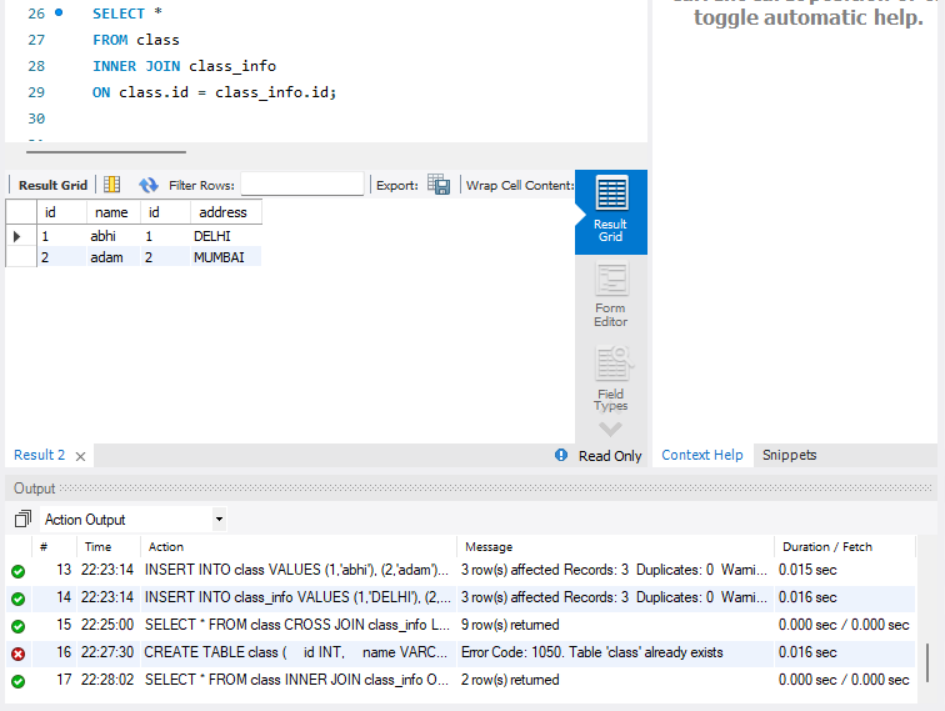 toggle automatic help.
26 SELECT *
27 FROM class
28 INNER JOIN class_info
29 ON class.id = class_info.id;
30
Result Grid Filter Rows: Export: Wrap Cell Content:
id name id address
1 abhi 1 DELHI
2 adam 2 MUMBAI
Result
Grid
Form
Editor
Field
Types
Result 2 Read Only Context Help Snippets
Output
Action Output
# Time Action Message Duration / Fetch
13 22:23:14 INSERT INTO class VALUES (1,'abhi'), (2,'adam')... 3 row(s) affected Records: 3 Duplicates: 0 Warni... 0.015 sec
14 22:23:14 INSERT INTO class_info VALUES (1,'DELHI'), (2,... 3 row(s) affected Records: 3 Duplicates: 0 Warni... 0.016 sec
15 22:25:00 SELECT * FROM class CROSS JOIN class_info L... 9 row(s) returned 0.000 sec / 0.000 sec
16 22:27:30 CREATE TABLE class ( id INT, name VARC... Error Code: 1050. Table 'class' already exists 0.016 sec
17 22:28:02 SELECT * FROM class INNER JOIN class_info O... 2 row(s) returned 0.000 sec / 0.000 sec